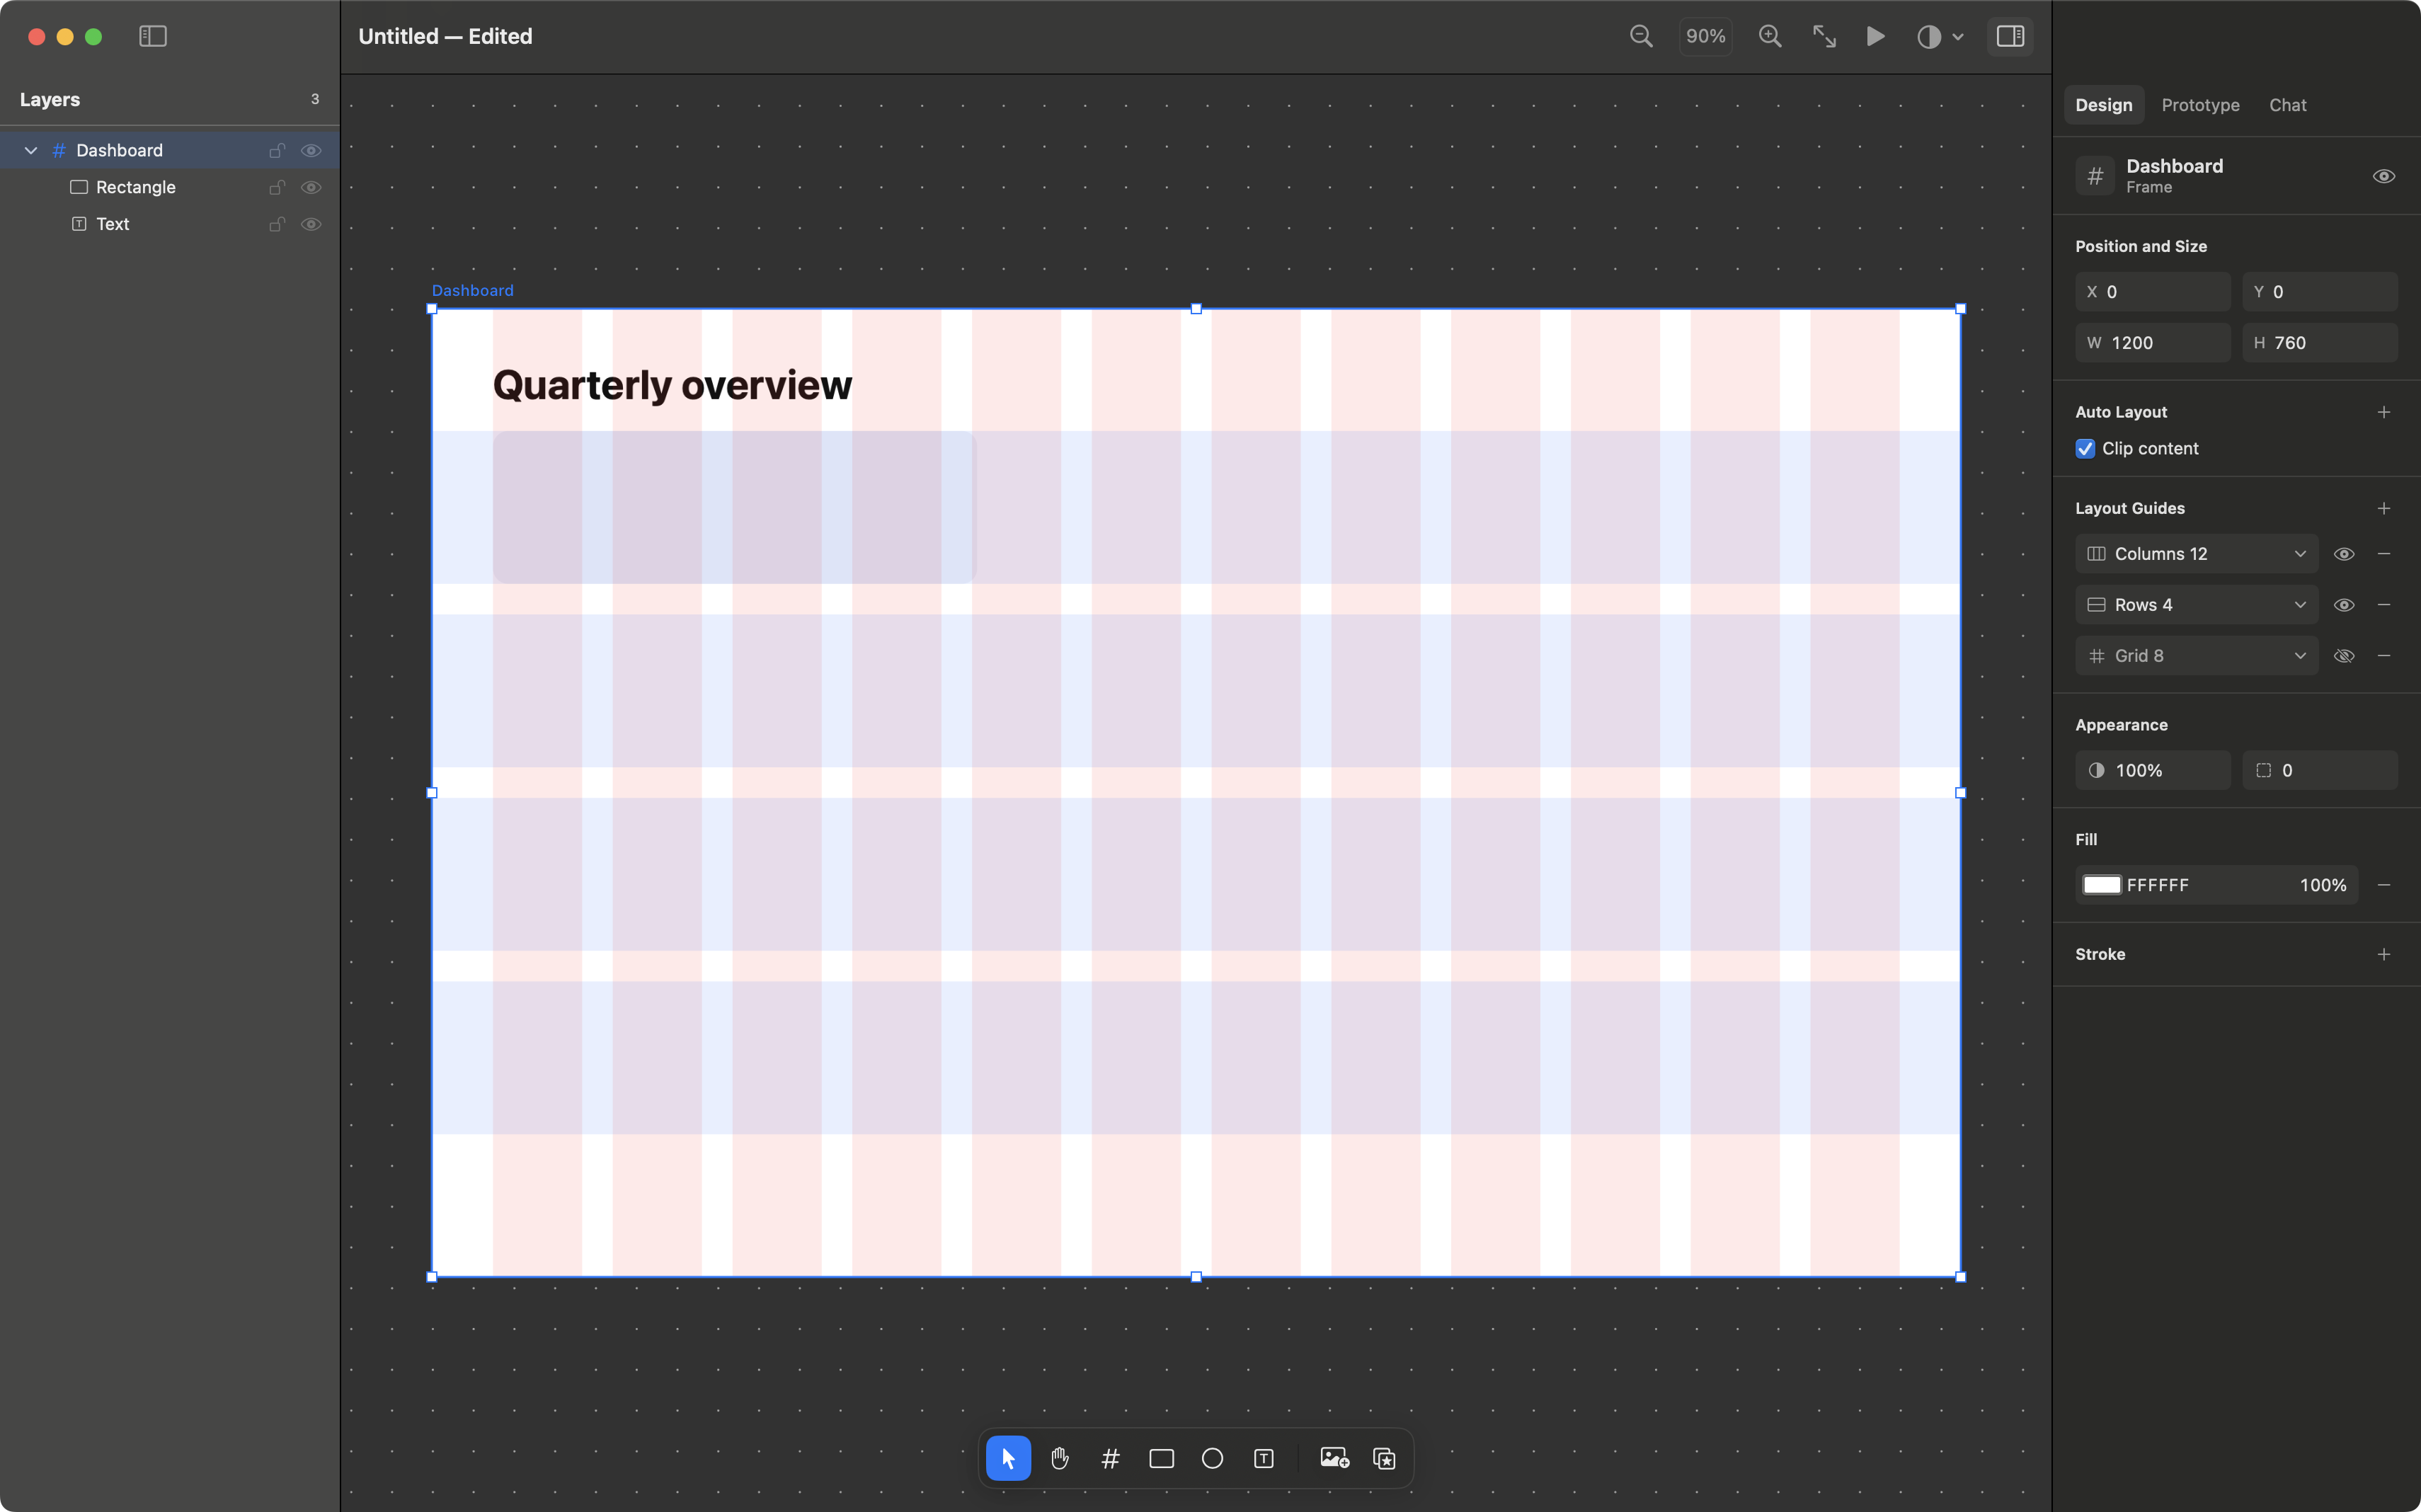 Untitled — Edited
90%
Layers
3
Dashboard
Rectangle
Text
Dashboard
Quarterly overview
Design
Prototype
Chat
Dashboard
Frame
Position and Size
X 0
Y 0
W 1200
H 760
Auto Layout
Clip content
Layout Guides
Columns 12
Rows 4
Grid 8
Appearance
100%
0
Fill
FFFFFF
100%
Stroke